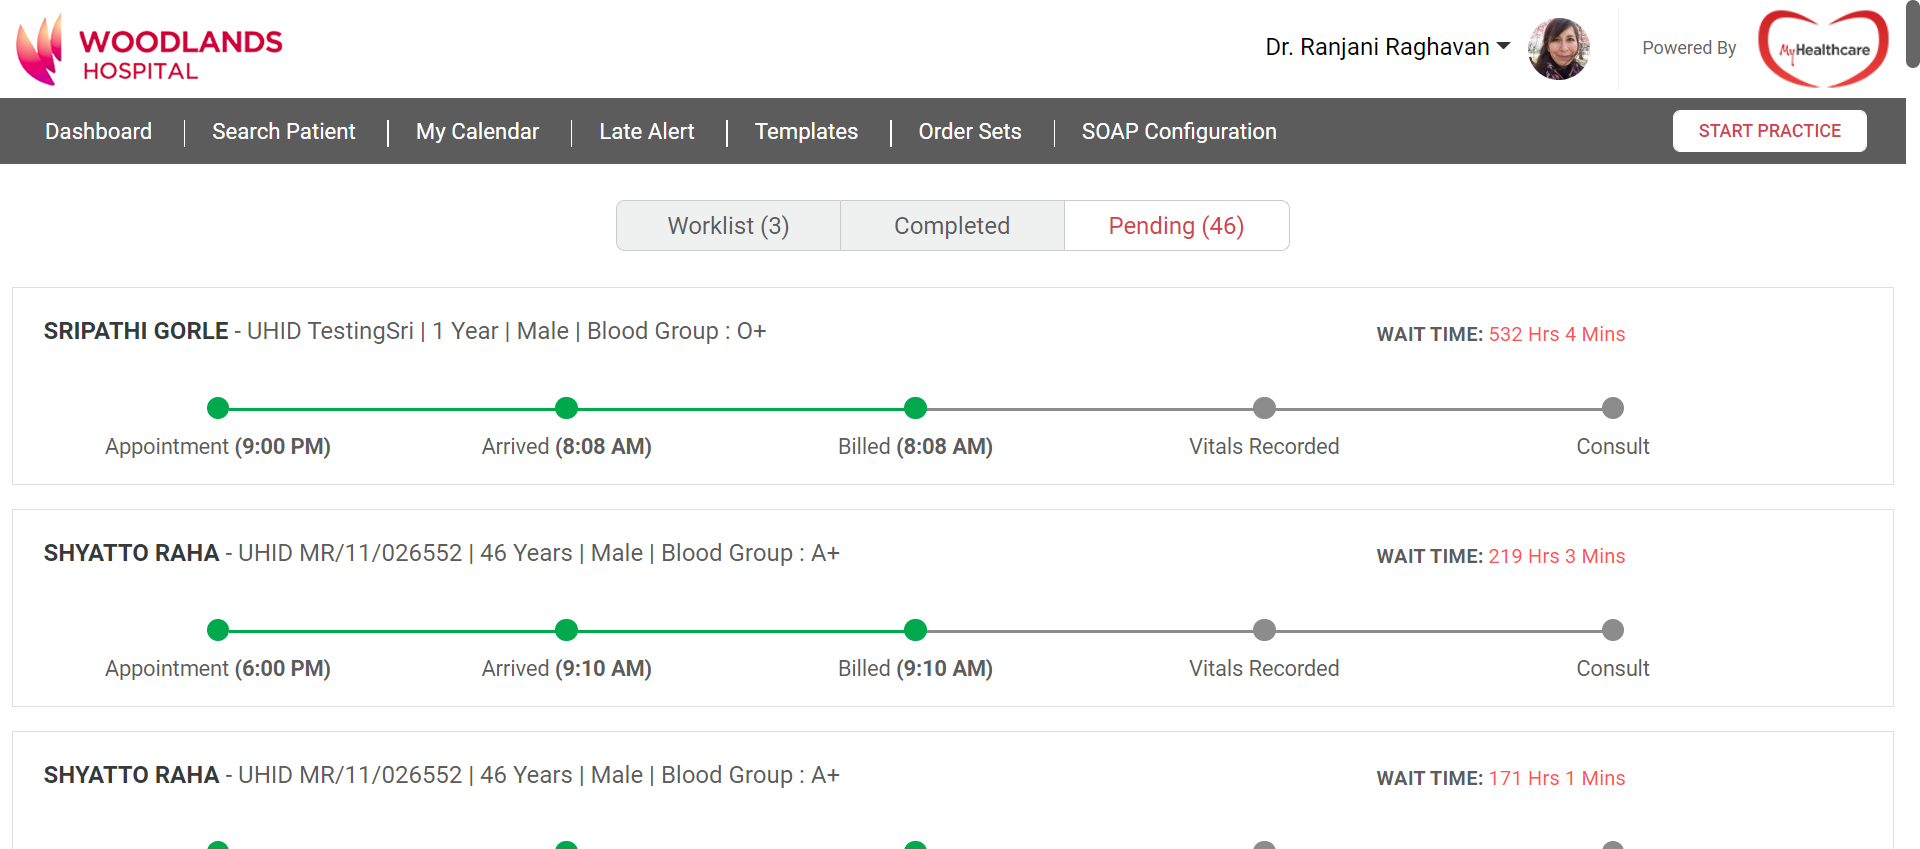 WOODLANDS
HOSPITAL
Dr. Ranjani Raghavan
Powered By
MyHealthcare
Dashboard
Search Patient
My Calendar
Late Alert
Templates
Order Sets
SOAP Configuration
START PRACTICE
Worklist (3)
Completed
Pending (46)
SRIPATHI GORLE - UHID TestingSri | 1 Year | Male | Blood Group : O+
WAIT TIME: 532 Hrs 4 Mins
Appointment (9:00 PM)
Arrived (8:08 AM)
Billed (8:08 AM)
Vitals Recorded
Consult
SHYATTO RAHA - UHID MR/11/026552 | 46 Years | Male | Blood Group : A+
WAIT TIME: 219 Hrs 3 Mins
Appointment (6:00 PM)
Arrived (9:10 AM)
Billed (9:10 AM)
Vitals Recorded
Consult
SHYATTO RAHA - UHID MR/11/026552 | 46 Years | Male | Blood Group : A+
WAIT TIME: 171 Hrs 1 Mins